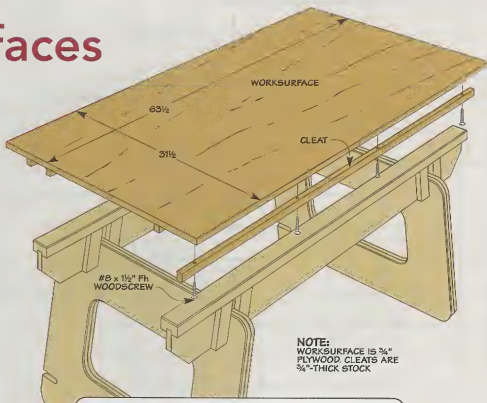 faces
WORKSURFACE
63½
31½
CLEAT
#8 x 1½" Fh
WOODSCREW
NOTE:
WORKSURFACE IS ¾"
PLYWOOD. CLEATS ARE
¾"-THICK STOCK